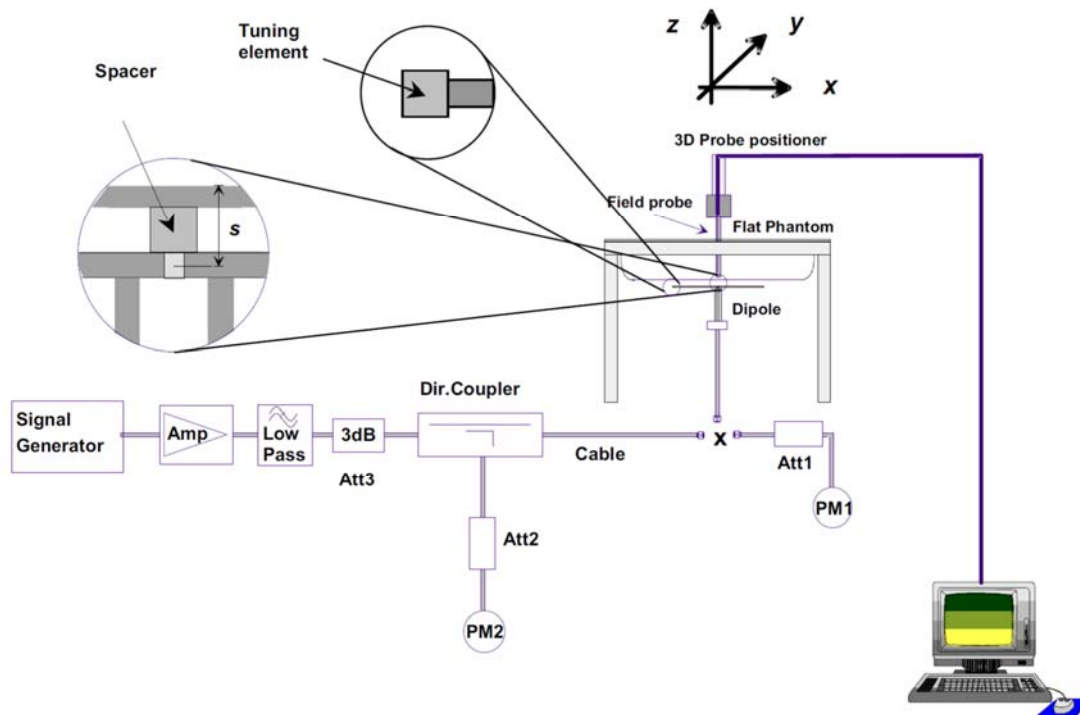 Tuning
element
Spacer
z
y
x
3D Probe positioner
Field probe
s
Flat Phantom
Dipole
Dir.Coupler
Signal
Generator
Amp
Low
Pass
3dB
Att3
Cable
x
Att1
PM1
Att2
PM2